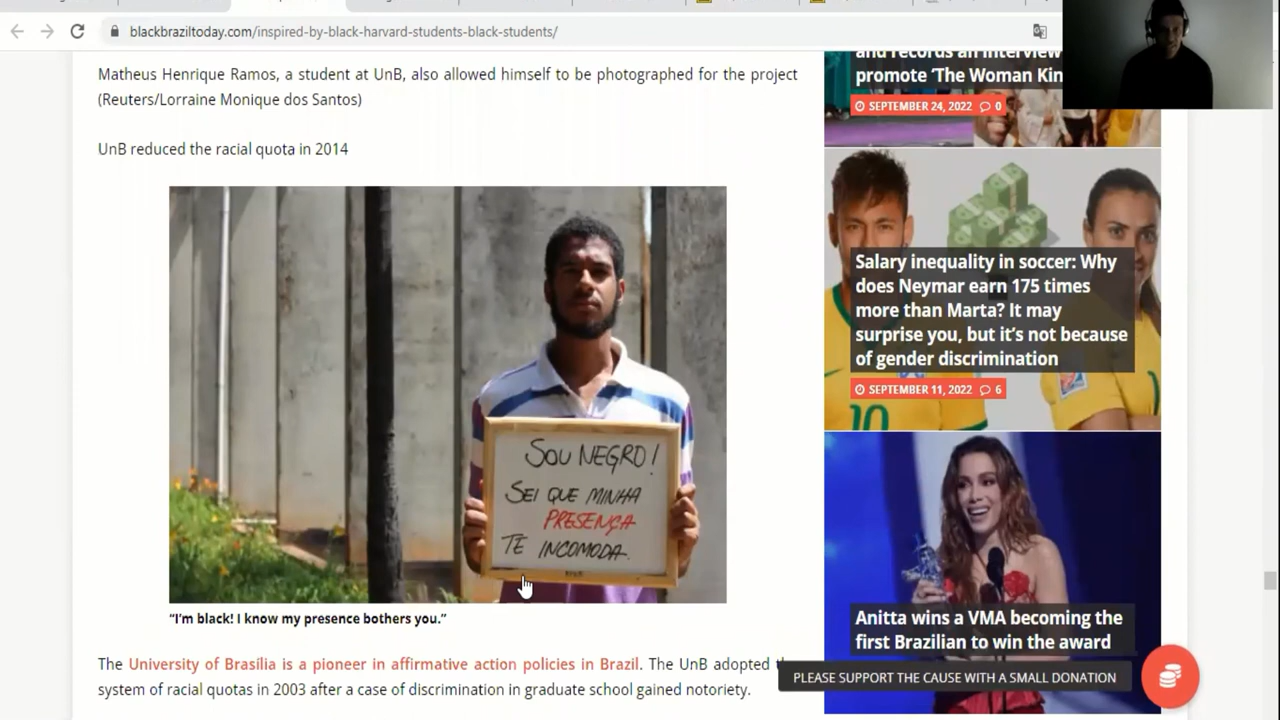 blackbraziltoday.com/inspired-by-black-harvard-students-black-students/
Matheus Henrique Ramos, a student at UnB, also allowed himself to be photographed for the project
(Reuters/Lorraine Monique dos Santos)
UnB reduced the racial quota in 2014
SOU NEGRO!
SEI QUE MINHA
PRESENÇA
TE INCOMODA.
"I'm black! I know my presence bothers you."
The University of Brasília is a pioneer in affirmative action policies in Brazil. The UnB adopted
system of racial quotas in 2003 after a case of discrimination in graduate school gained notoriety.
and records an interview
promote 'The Woman Kin
SEPTEMBER 24, 2022 0
Salary inequality in soccer: Why
does Neymar earn 175 times
more than Marta? It may
surprise you, but it's not because
of gender discrimination
SEPTEMBER 11, 2022 6
10
Anitta wins a VMA becoming the
first Brazilian to win the award
PLEASE SUPPORT THE CAUSE WITH A SMALL DONATION